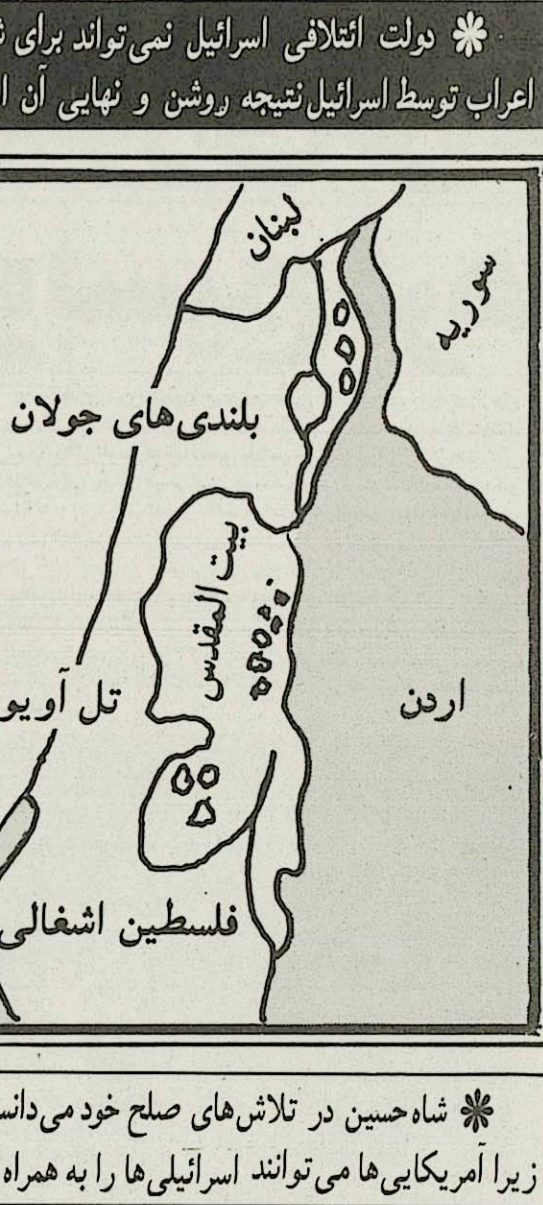 ❋ دولت ائتلافی اسرائیل نمی‌تواند برای
اعراب توسط اسرائیل نتیجه روشن و نهایی آن
لبنان
سوریه
بلندی‌های جولان
بیت المقدس
اردن
تل آویو
فلسطین اشغالی
❋ شاه حسین در تلاش‌های صلح خود
زیرا آمریکایی‌ها می‌توانند اسرائیلی‌ها را به همراه